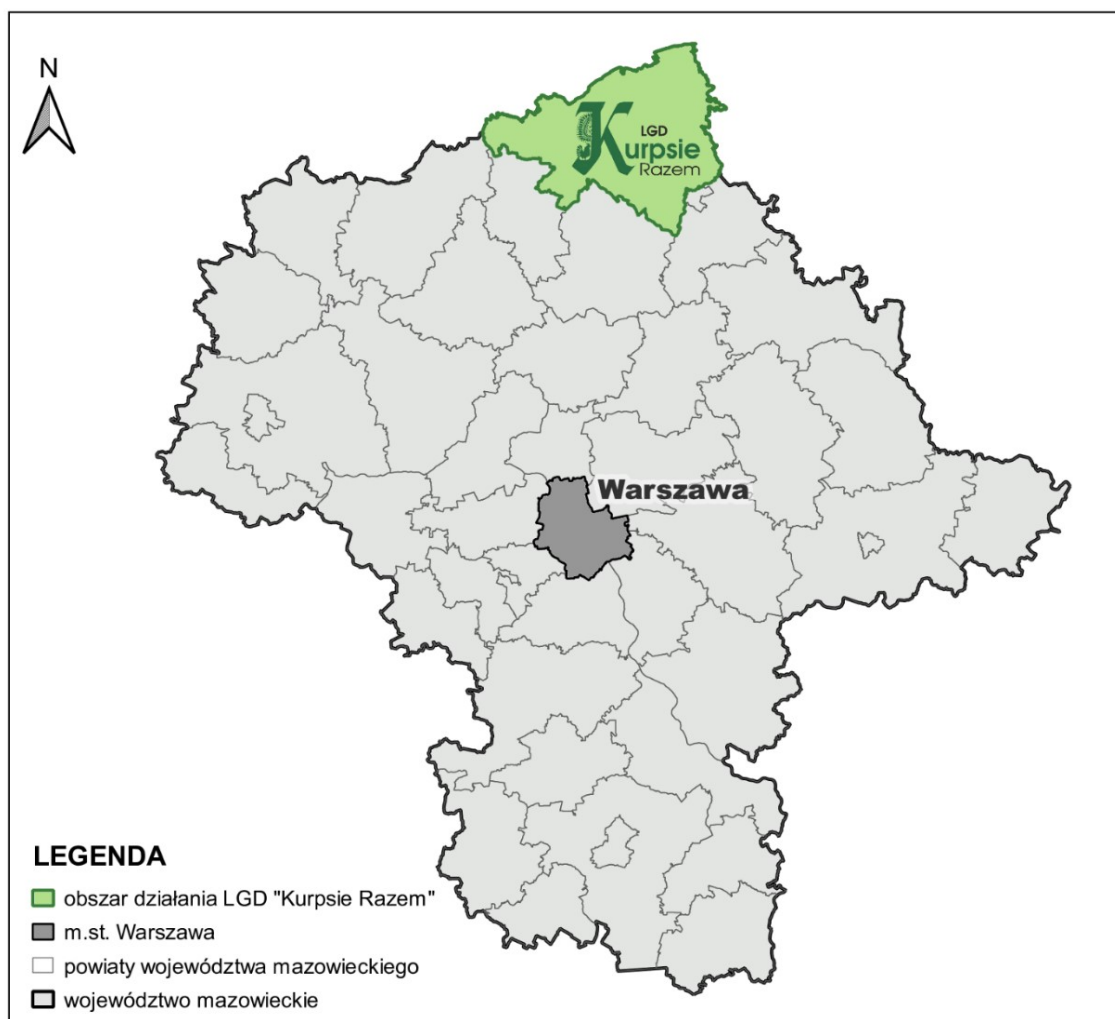 N
LGD
Kurpsie
Razem
Warszawa
LEGENDA
obszar działania LGD "Kurpsie Razem"
m.st. Warszawa
powiaty województwa mazowieckiego
województwo mazowieckie